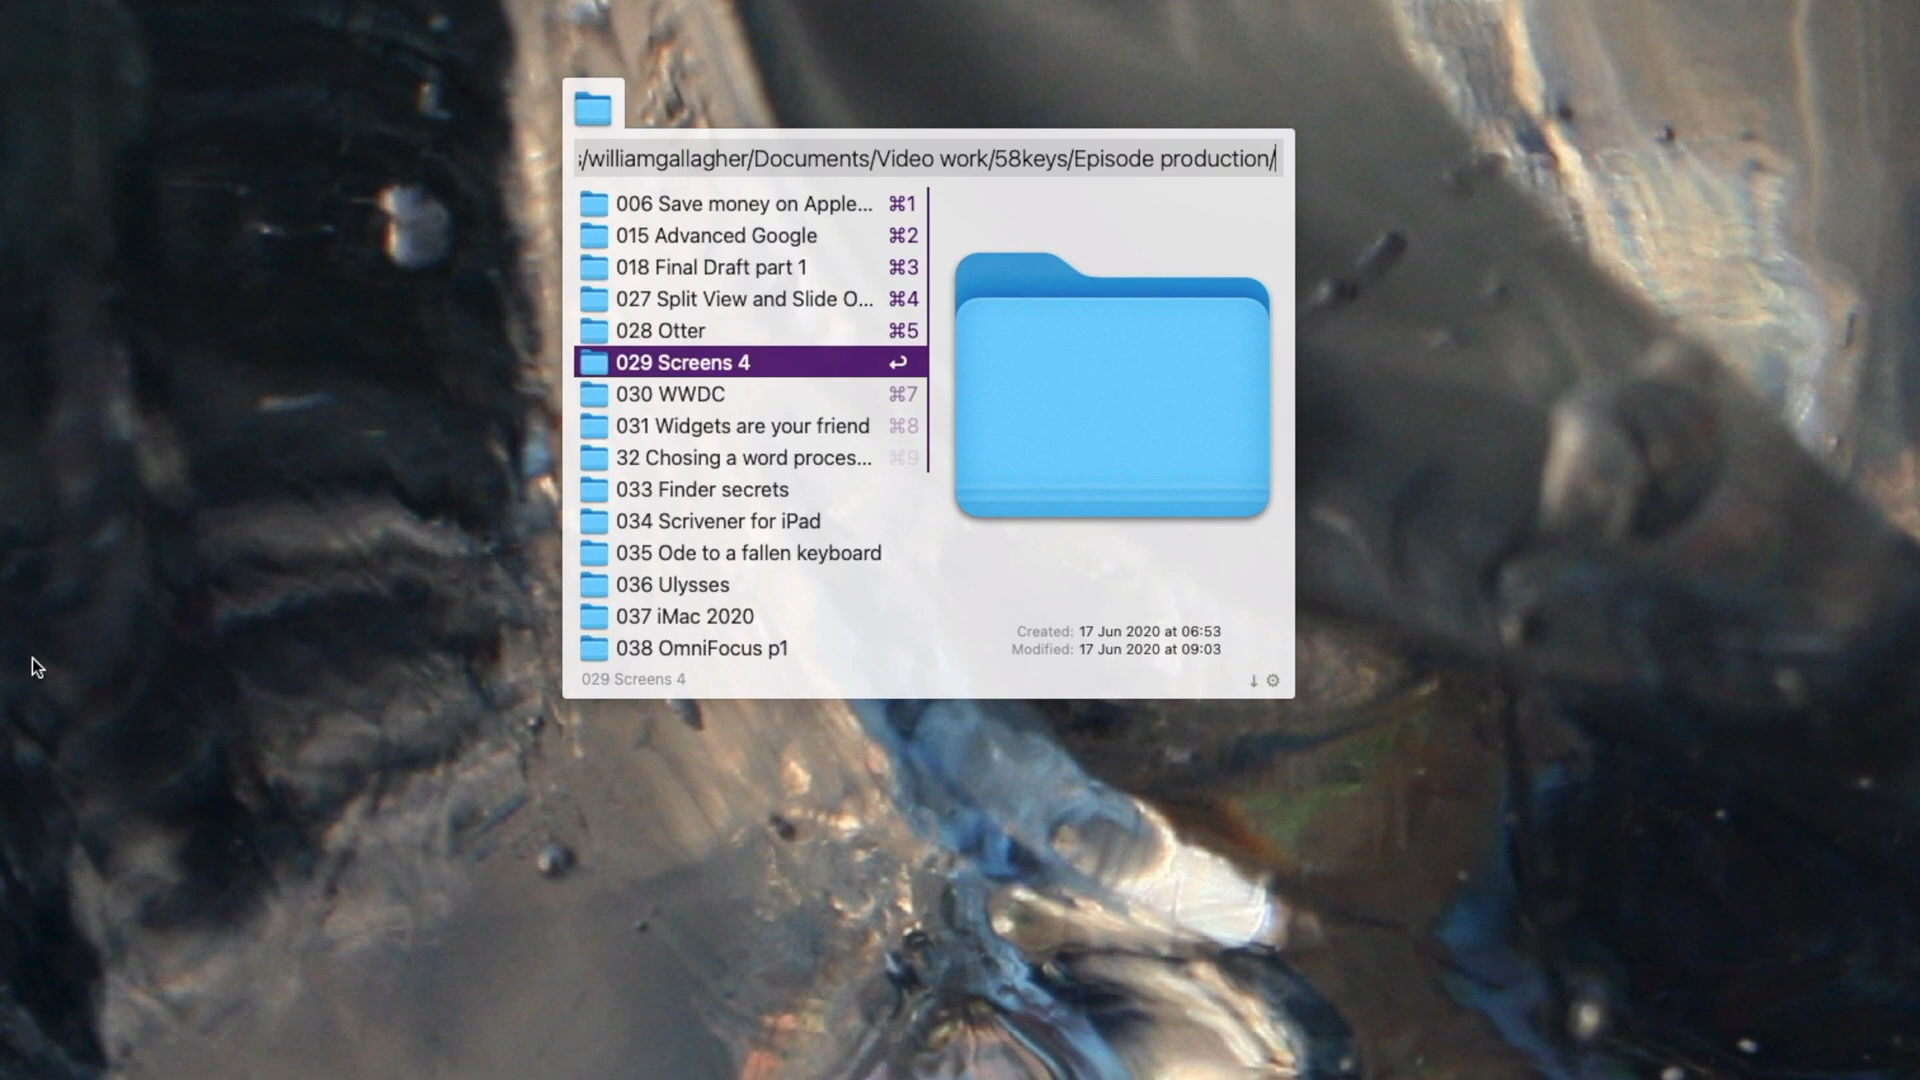 /williamgallagher/Documents/Video work/58keys/Episode production/
006 Save money on Apple... ⌘1
015 Advanced Google ⌘2
018 Final Draft part 1 ⌘3
027 Split View and Slide O... ⌘4
028 Otter ⌘5
029 Screens 4 ↩
030 WWDC ⌘7
031 Widgets are your friend ⌘8
32 Chosing a word proces... ⌘9
033 Finder secrets
034 Scrivener for iPad
035 Ode to a fallen keyboard
036 Ulysses
037 iMac 2020
038 OmniFocus p1
Created: 17 Jun 2020 at 06:53
Modified: 17 Jun 2020 at 09:03
029 Screens 4